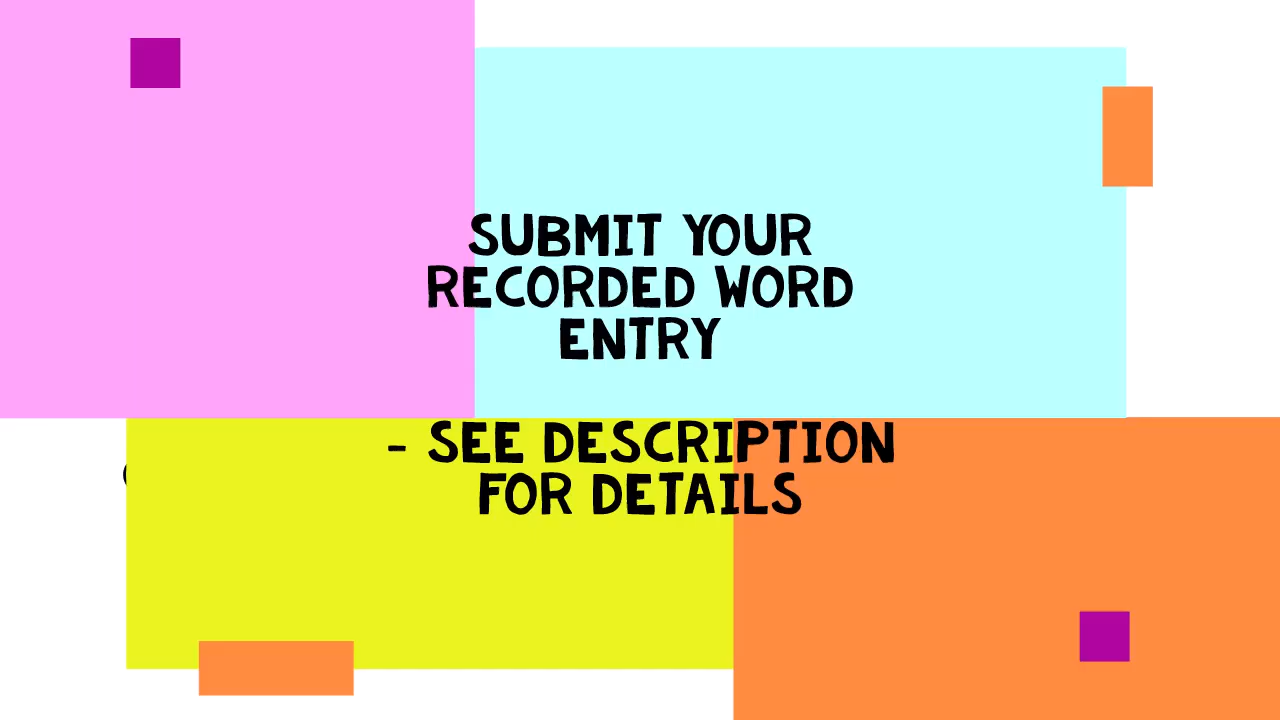 SUBMIT YOUR
RECORDED WORD
ENTRY
- SEE DESCRIPTION
FOR DETAILS